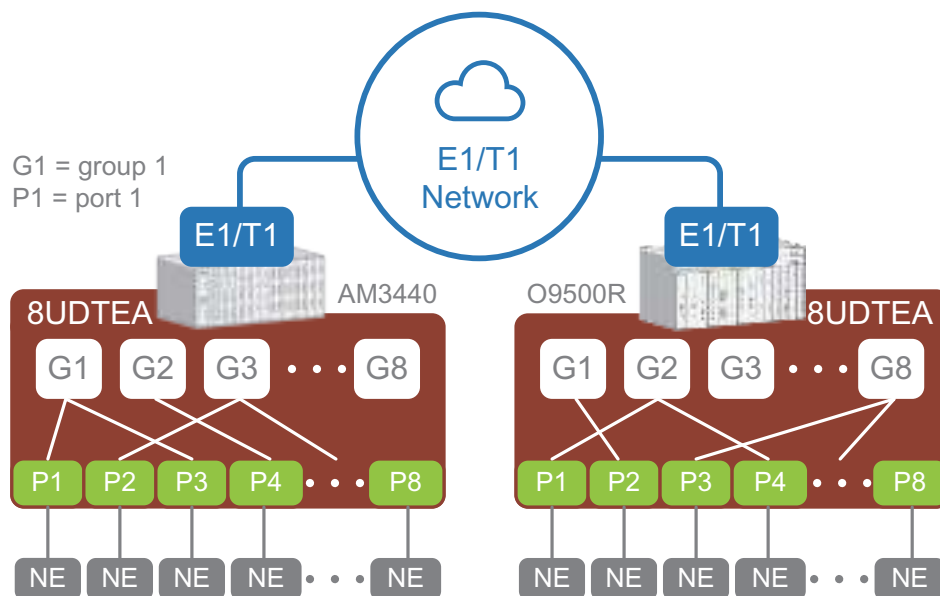 E1/T1
Network
G1 = group 1
P1 = port 1
E1/T1
E1/T1
AM3440
O9500R
8UDTEA
8UDTEA
G1 G2 G3 • • • G8
G1 G2 G3 • • • G8
P1 P2 P3 P4 • • • P8
P1 P2 P3 P4 • • • P8
NE NE NE NE • • • NE
NE NE NE NE • • • NE